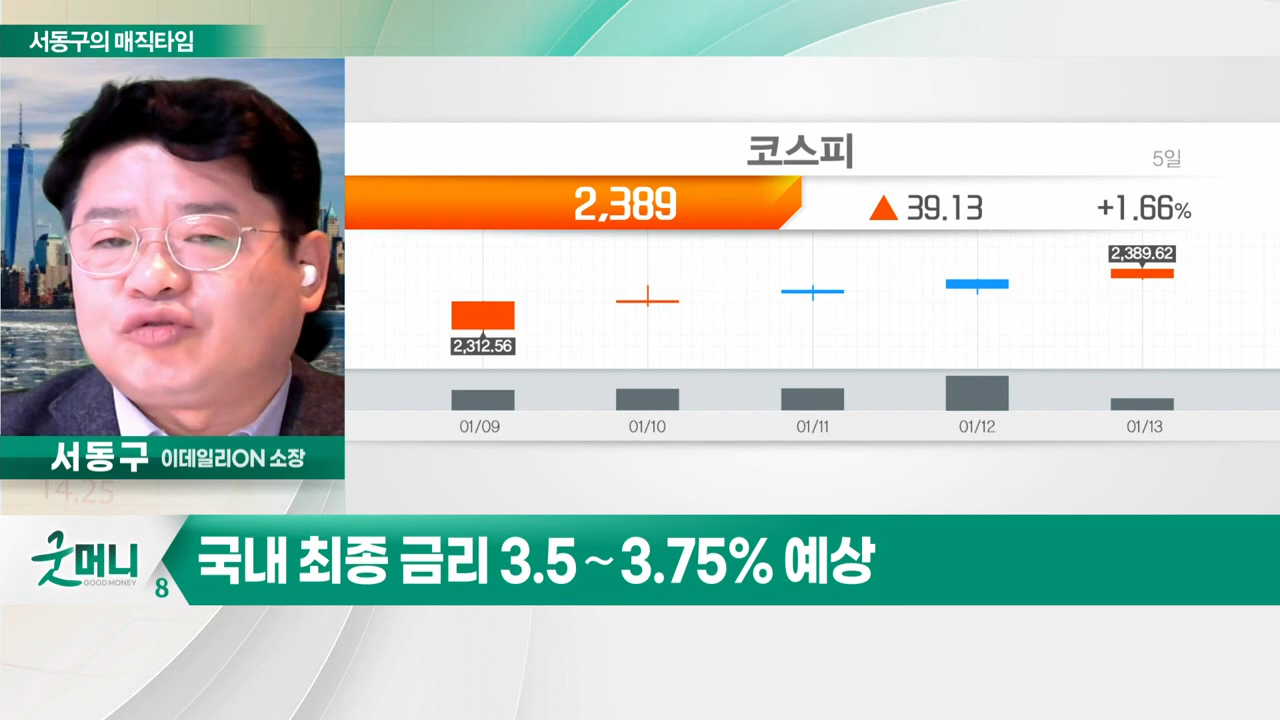 서동구의 매직타임
코스피
5일
2,389 ▲ 39.13 +1.66%
2,389.62
2,312.56
01/09 01/10 01/11 01/12 01/13
서동구 이데일리ON 소장
14.25
굿머니
GOOD MONEY
8
국내 최종 금리 3.5~3.75% 예상